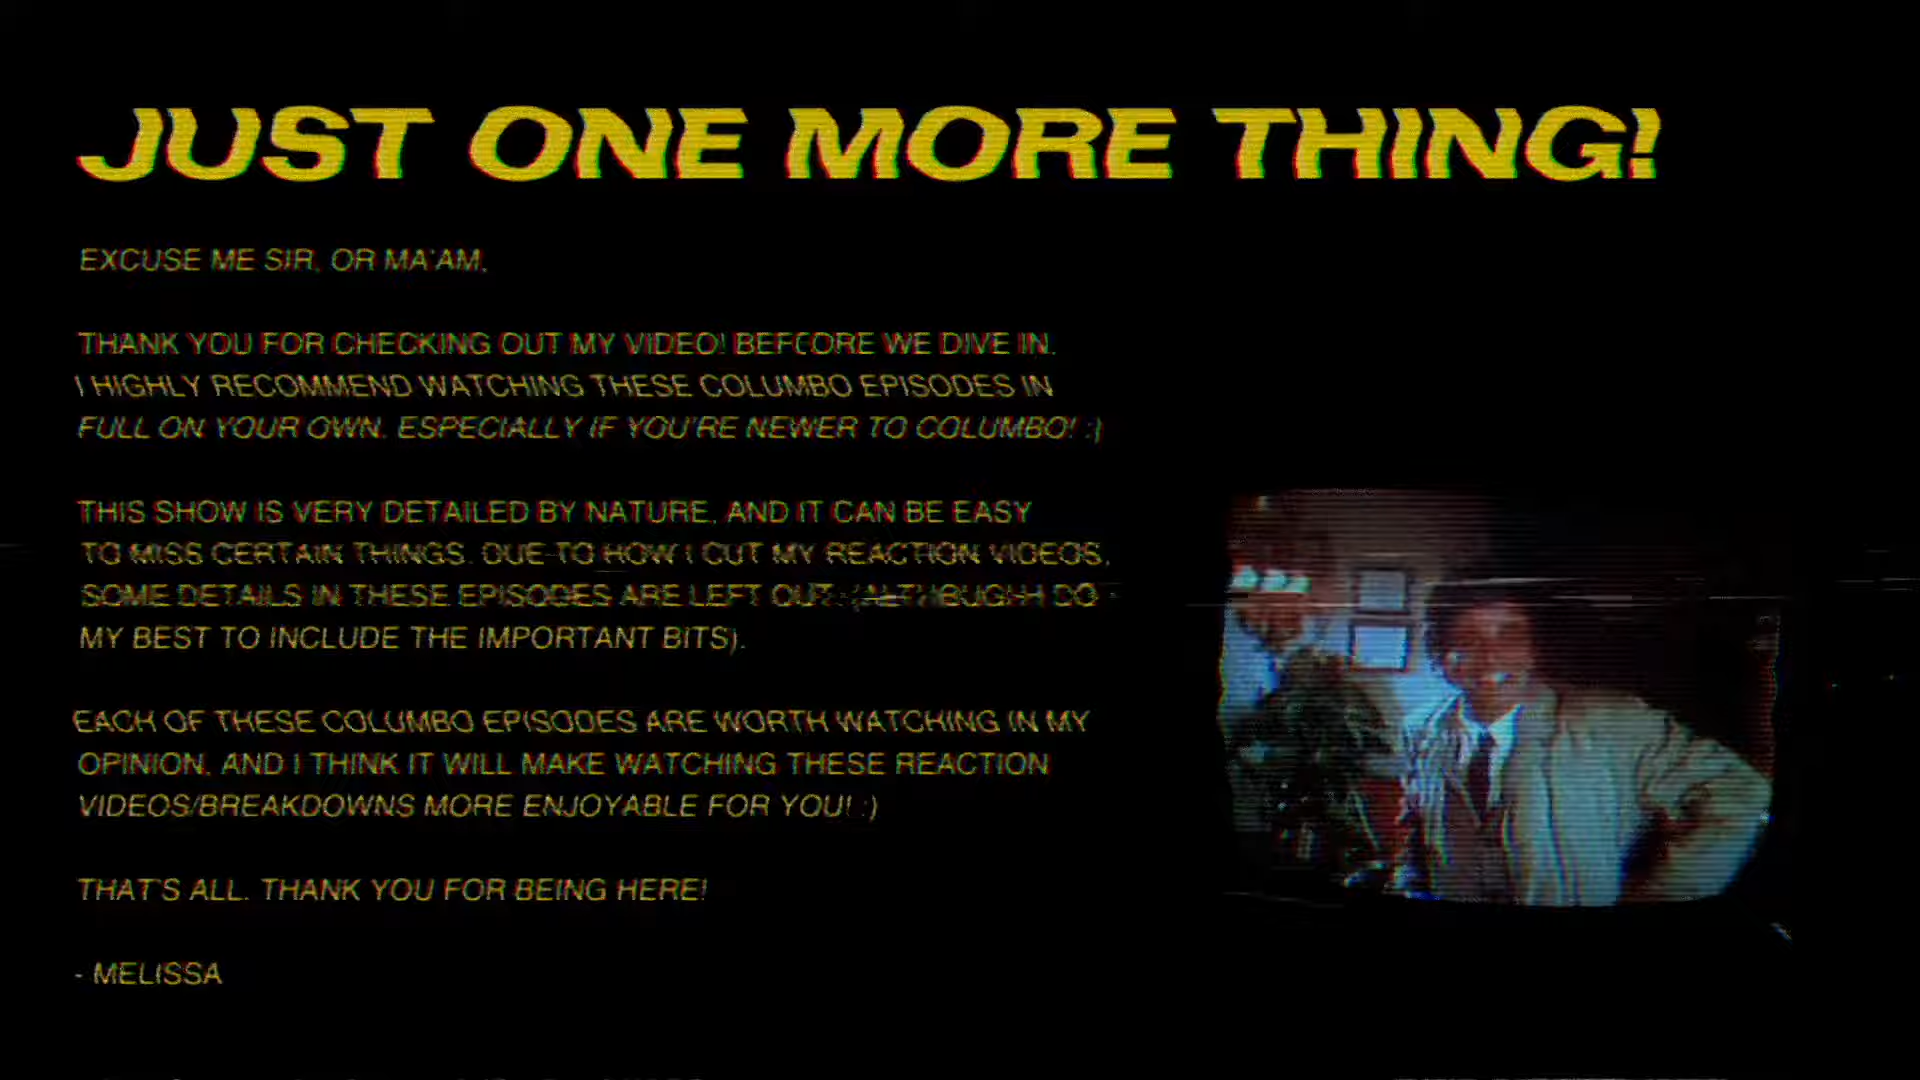 JUST ONE MORE THING!
EXCUSE ME SIR, OR MA'AM,
THANK YOU FOR CHECKING OUT MY VIDEO! BEFORE WE DIVE IN,
I HIGHLY RECOMMEND WATCHING THESE COLUMBO EPISODES IN
FULL ON YOUR OWN. ESPECIALLY IF YOU'RE NEWER TO COLUMBO! :)
THIS SHOW IS VERY DETAILED BY NATURE, AND IT CAN BE EASY
TO MISS CERTAIN THINGS. DUE TO HOW I CUT MY REACTION VIDEOS,
SOME DETAILS IN THESE EPISODES ARE LEFT OUT (ALTHOUGH I DO
MY BEST TO INCLUDE THE IMPORTANT BITS).
EACH OF THESE COLUMBO EPISODES ARE WORTH WATCHING IN MY
OPINION, AND I THINK IT WILL MAKE WATCHING THESE REACTION
VIDEOS/BREAKDOWNS MORE ENJOYABLE FOR YOU! :)
THAT'S ALL. THANK YOU FOR BEING HERE!
- MELISSA